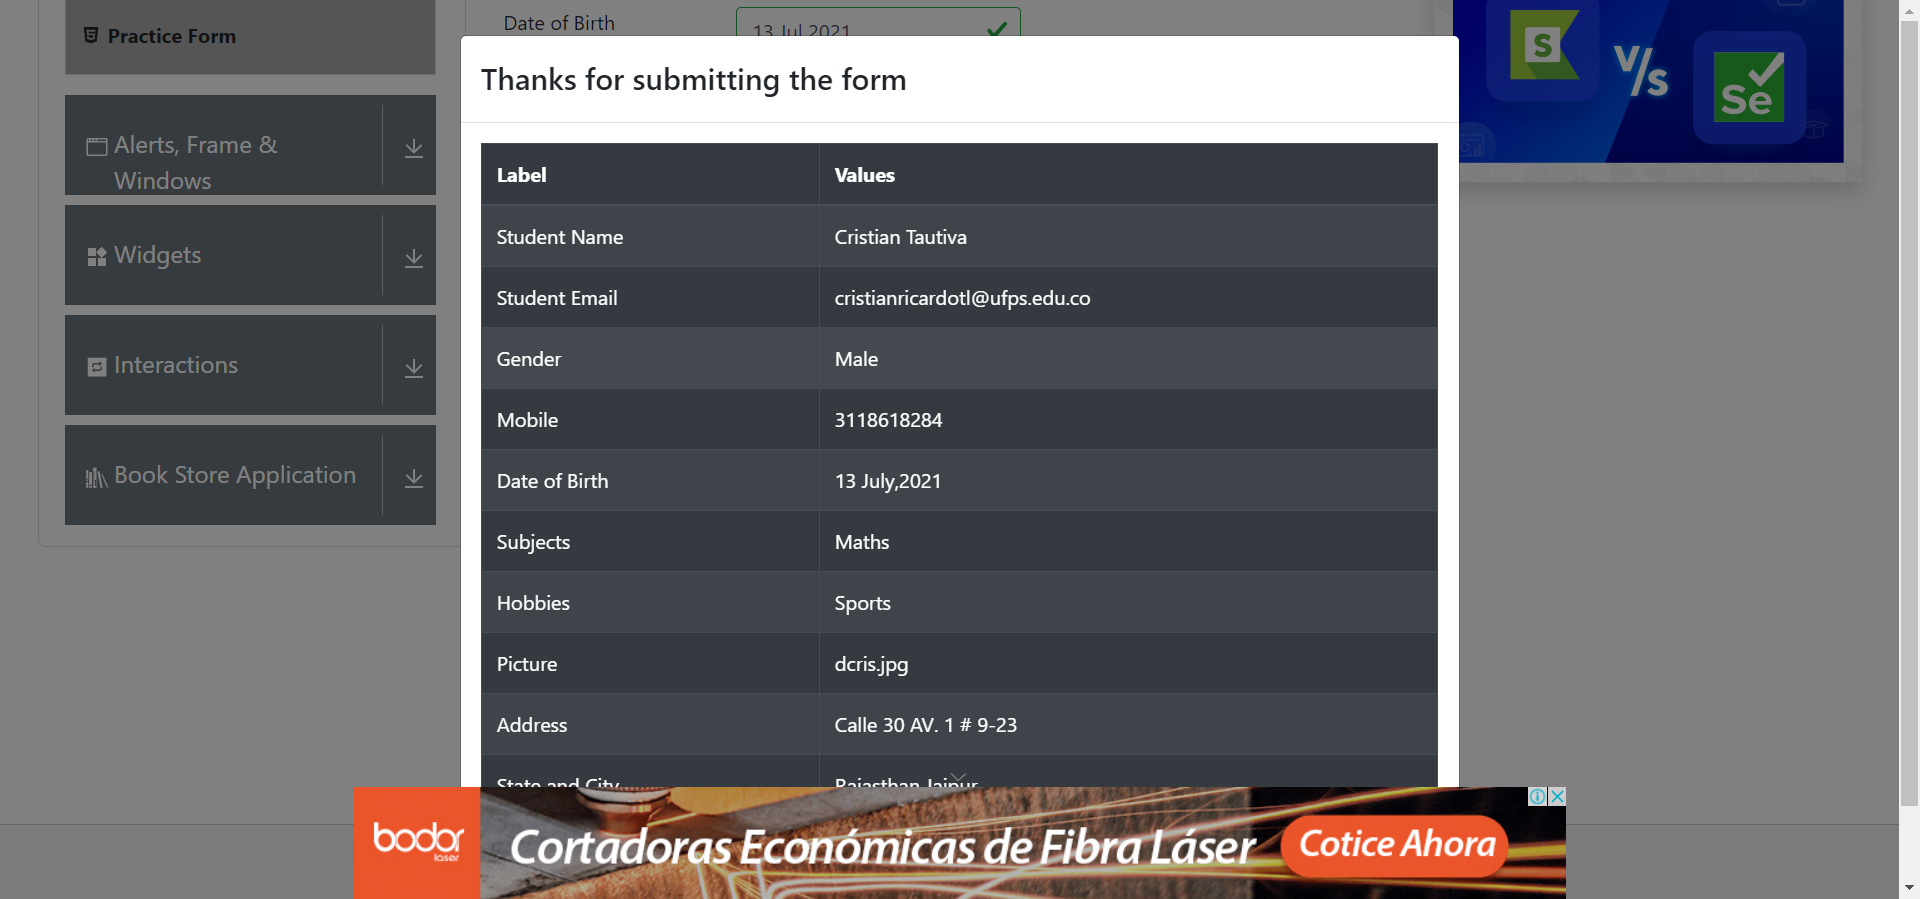 Practice Form
Alerts, Frame &
Windows
Widgets
Interactions
Book Store Application
Date of Birth
13 Jul 2021
Thanks for submitting the form
Label Values
Student Name Cristian Tautiva
Student Email cristianricardotl@ufps.edu.co
Gender Male
Mobile 3118618284
Date of Birth 13 July,2021
Subjects Maths
Hobbies Sports
Picture dcris.jpg
Address Calle 30 AV. 1 # 9-23
State and City Rajasthan Jaipur
S V/s Se
bodor
laser
Cortadoras Económicas de Fibra Láser
Cotice Ahora